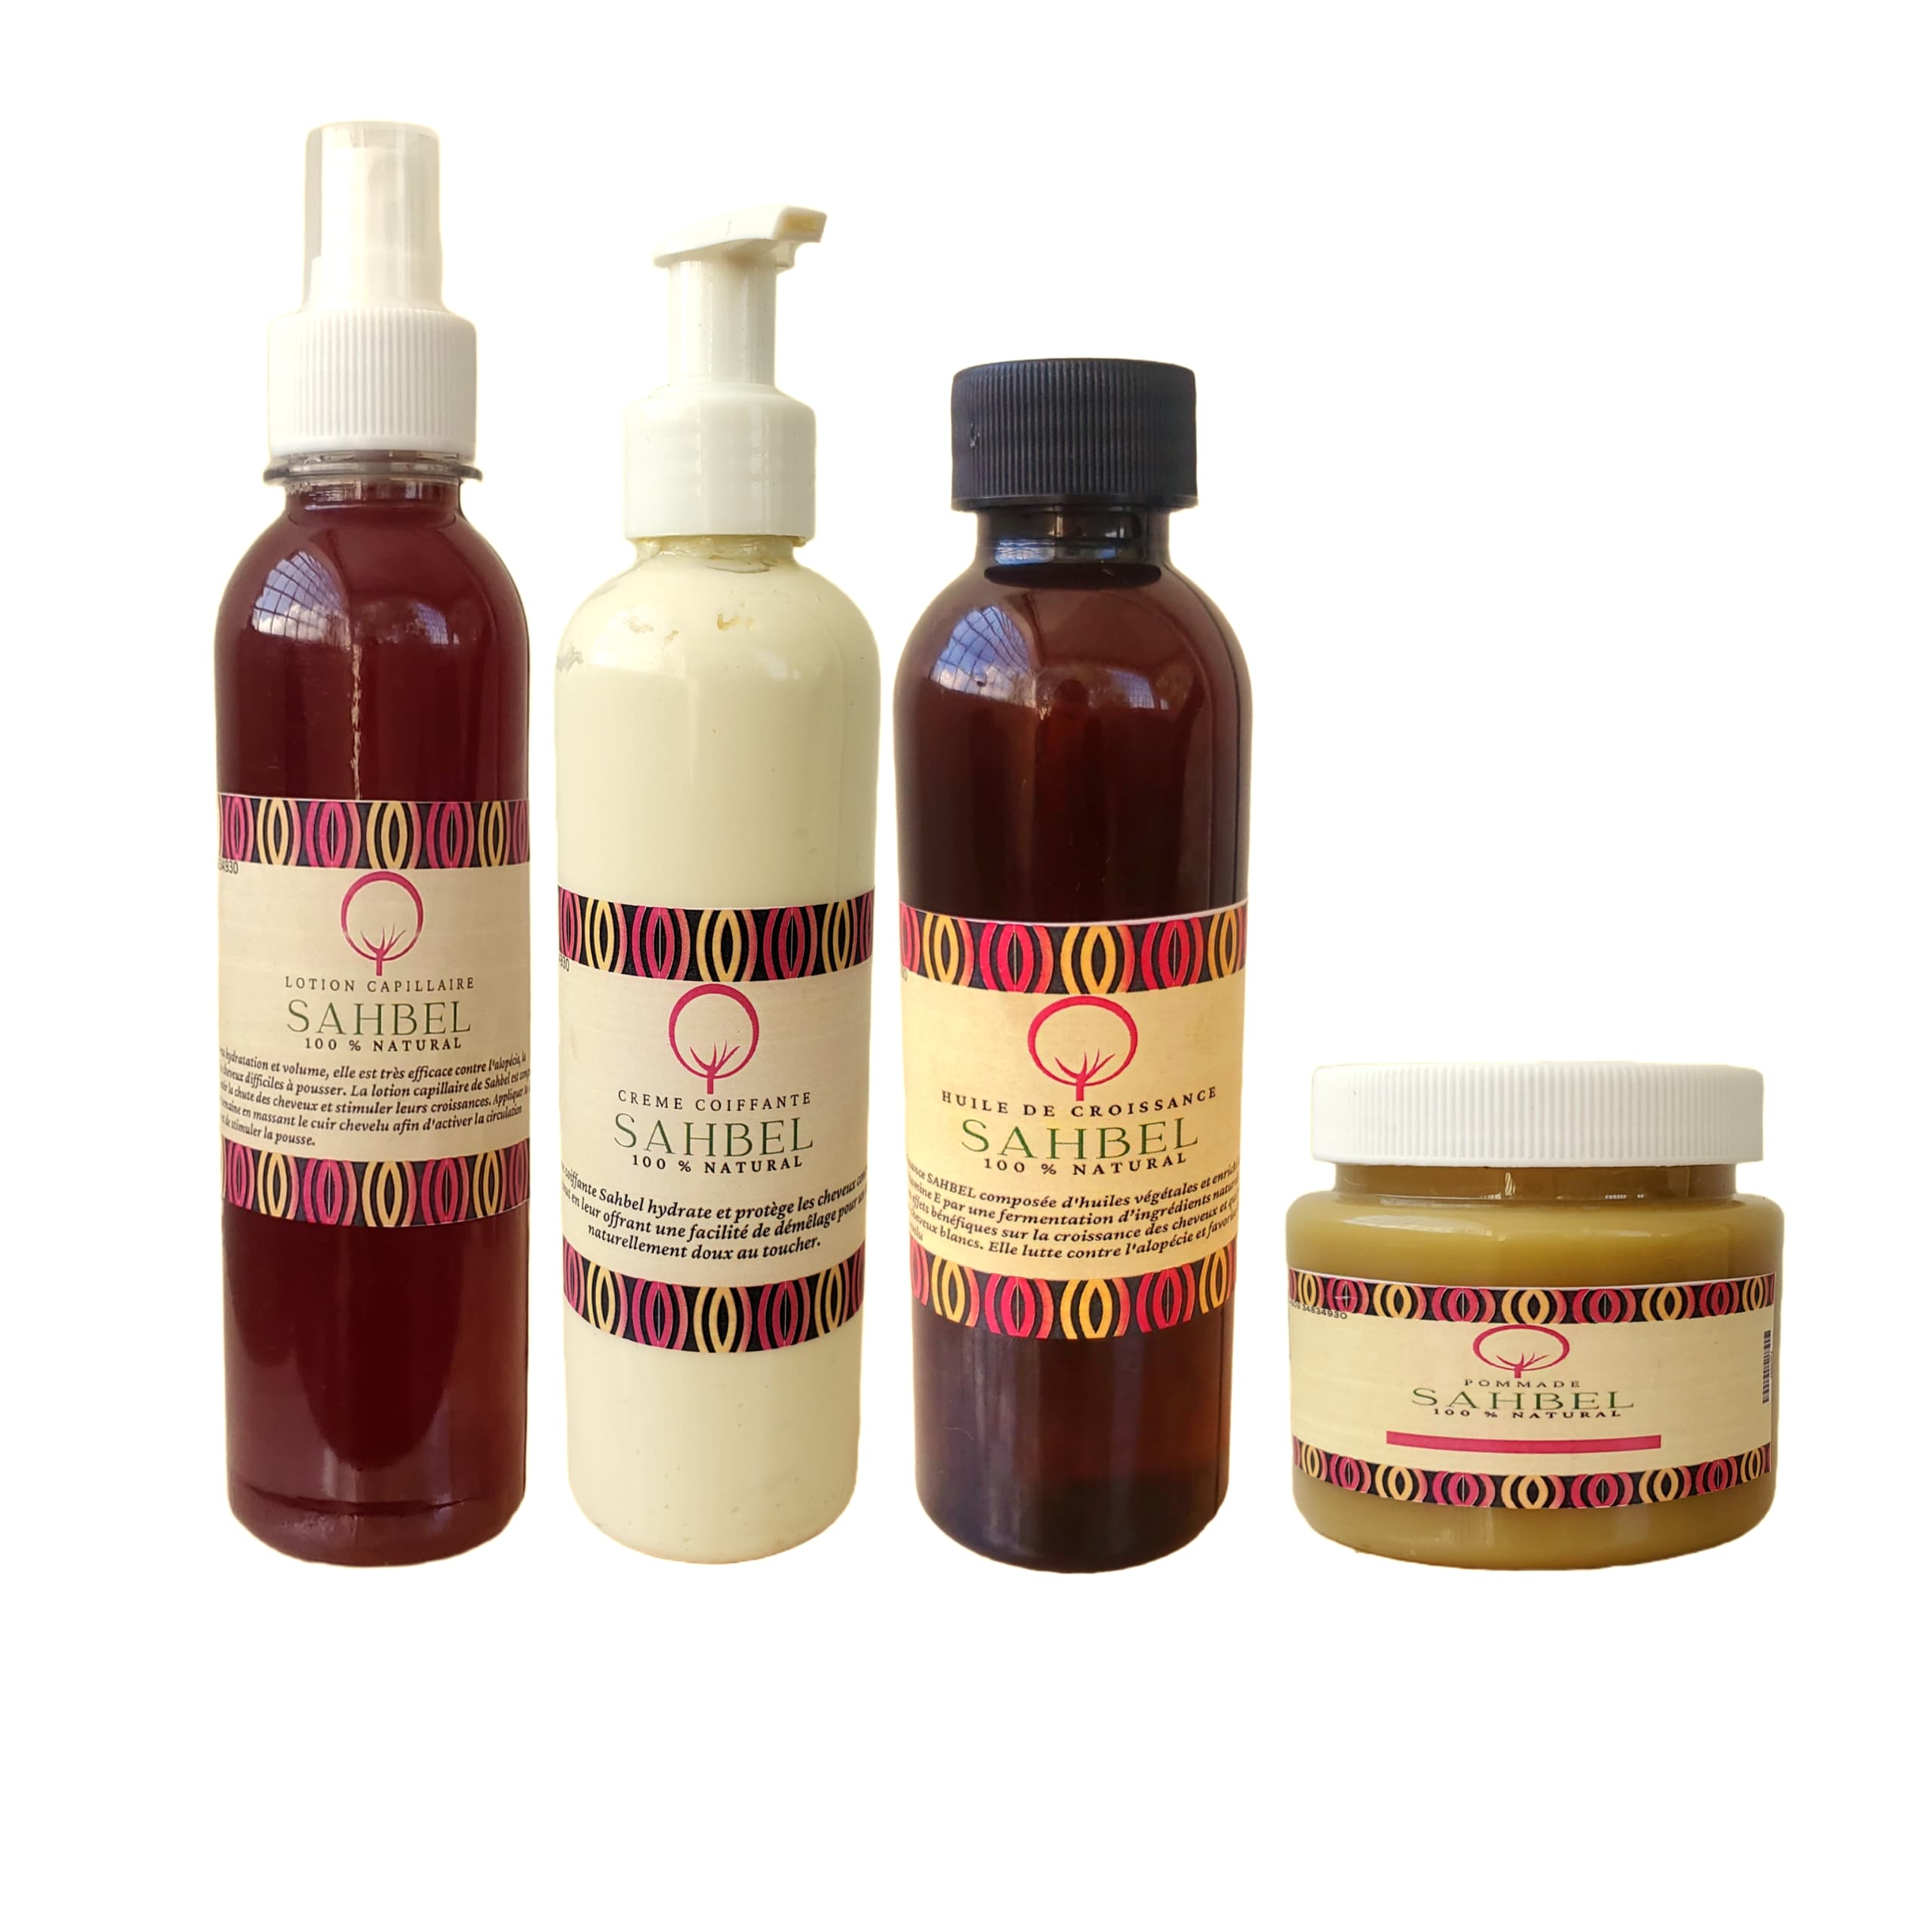 34930
LOTION CAPILLAIRE
SAHBEL
100 % NATURAL
hydratation et volume, elle est très efficace contre l'alopécie, la
cheveux difficiles à pousser. La lotion capillaire de Sahbel est
la chute des cheveux et stimuler leurs croissances. Appliquer
en massant le cuir chevelu afin d'activer la circulation
de stimuler la pousse.
930
CREME COIFFANTE
SAHBEL
100 % NATURAL
coiffante Sahbel hydrate et protège les cheveux
en leur offrant une facilité de démêlage pour
naturellement doux au toucher.
HUILE DE CROISSANCE
SAHBEL
100 % NATURAL
SAHBEL composée d'huiles végétales et
E par une fermentation d'ingrédients
effets bénéfiques sur la croissance des cheveux et
cheveux blancs. Elle lutte contre l'alopécie et
34634930
POMMADE
SAHBEL
100 % NATURAL